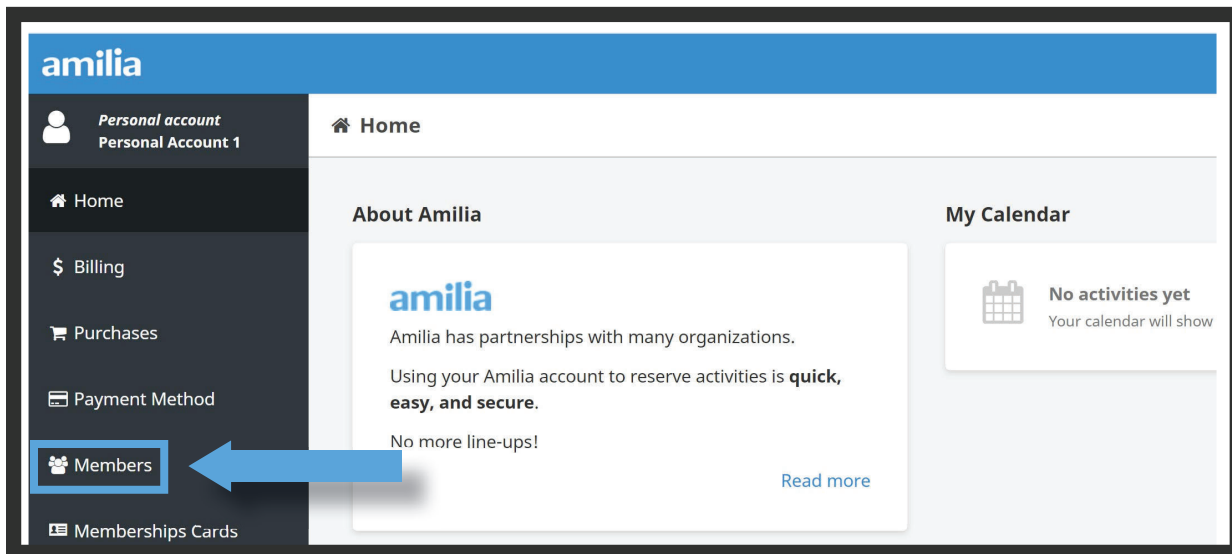 amilia
Personal account
Personal Account 1
Home
Billing
Purchases
Payment Method
Members
Memberships Cards
Home
About Amilia
amilia
Amilia has partnerships with many organizations.
Using your Amilia account to reserve activities is quick,
easy, and secure.
No more line-ups!
Read more
My Calendar
No activities yet
Your calendar will show